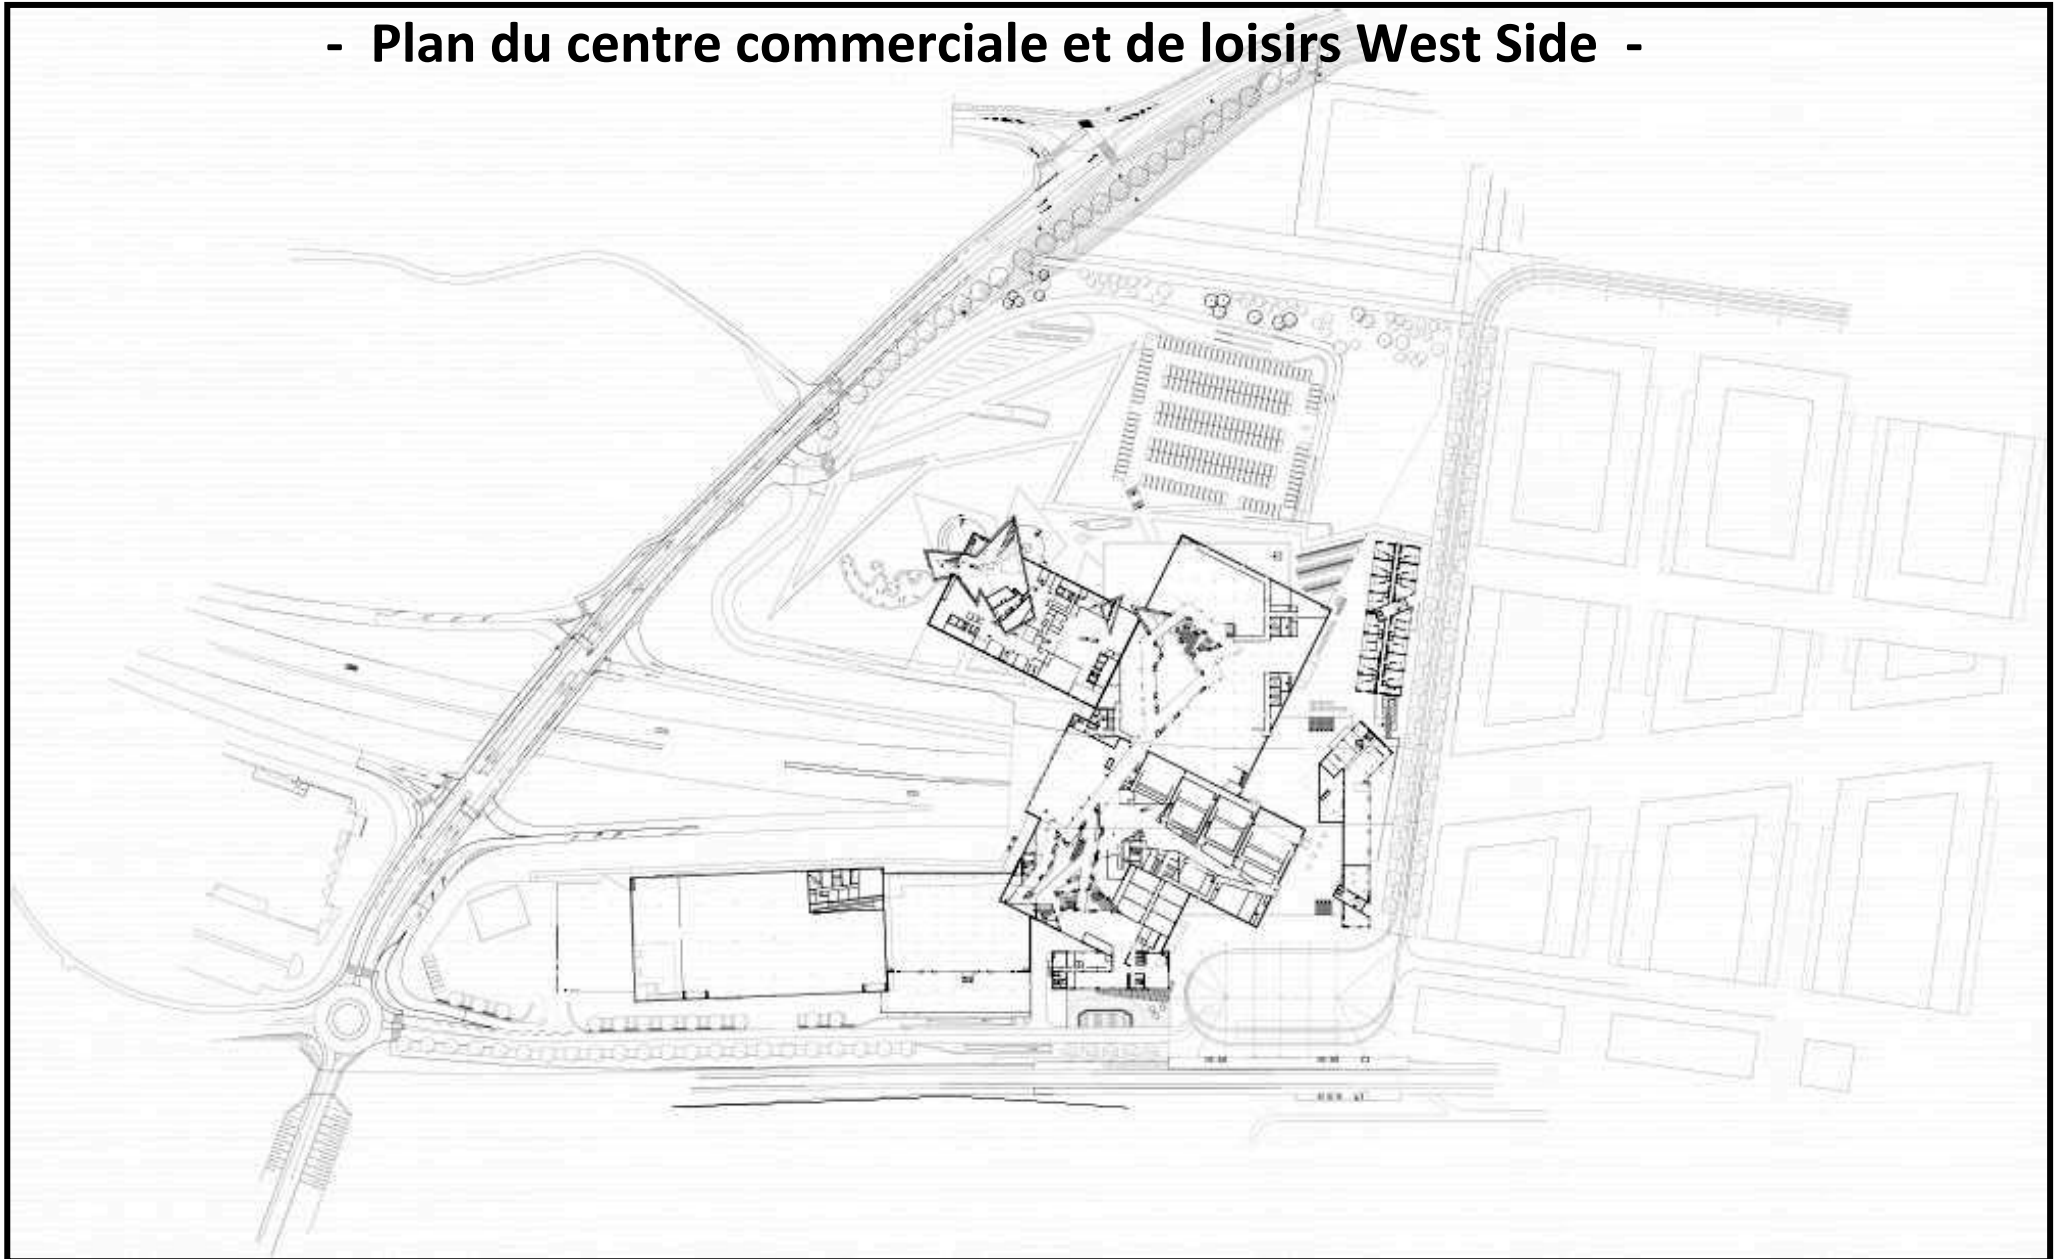 - Plan du centre commerciale et de loisirs West Side -